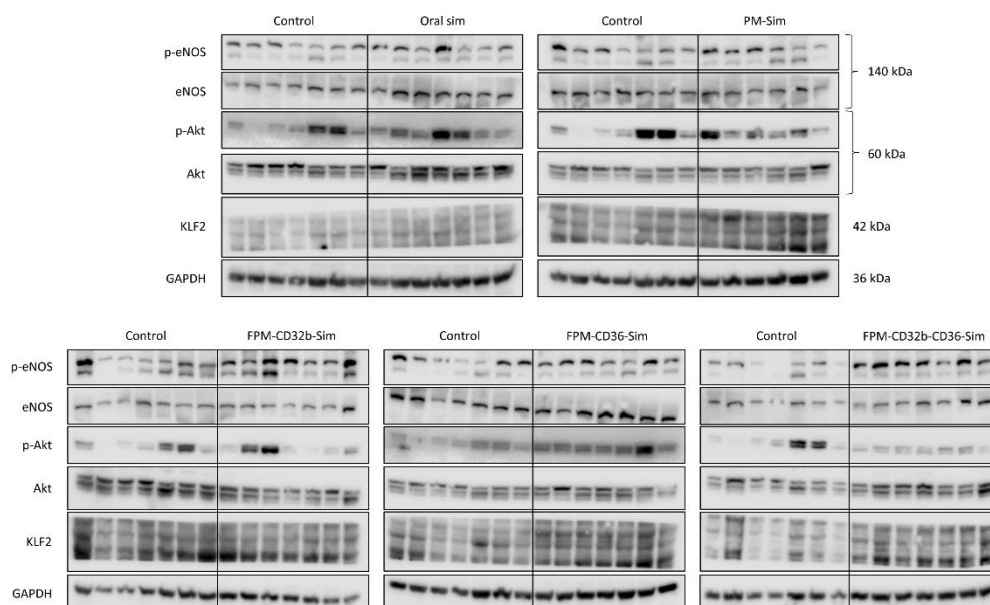 Control Oral sim Control PM-Sim
p-eNOS
140 kDa
eNOS
p-Akt
60 kDa
Akt
KLF2 42 kDa
GAPDH 36 kDa
Control FPM-CD32b-Sim Control FPM-CD36-Sim Control FPM-CD32b-CD36-Sim
p-eNOS
eNOS
p-Akt
Akt
KLF2
GAPDH